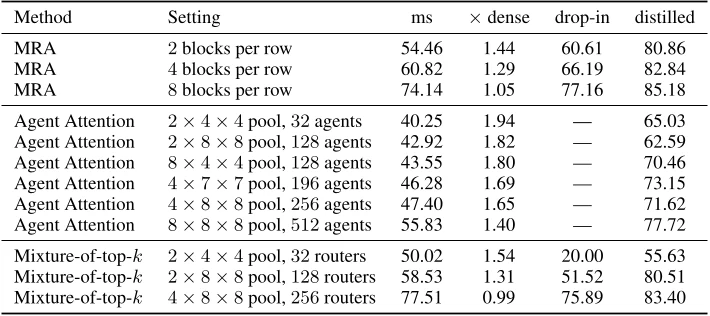 Method Setting ms × dense drop-in distilled
MRA 2 blocks per row 54.46 1.44 60.61 80.86
MRA 4 blocks per row 60.82 1.29 66.19 82.84
MRA 8 blocks per row 74.14 1.05 77.16 85.18
Agent Attention 2 × 4 × 4 pool, 32 agents 40.25 1.94 — 65.03
Agent Attention 2 × 8 × 8 pool, 128 agents 42.92 1.82 — 62.59
Agent Attention 8 × 4 × 4 pool, 128 agents 43.55 1.80 — 70.46
Agent Attention 4 × 7 × 7 pool, 196 agents 46.28 1.69 — 73.15
Agent Attention 4 × 8 × 8 pool, 256 agents 47.40 1.65 — 71.62
Agent Attention 8 × 8 × 8 pool, 512 agents 55.83 1.40 — 77.72
Mixture-of-top-k 2 × 4 × 4 pool, 32 routers 50.02 1.54 20.00 55.63
Mixture-of-top-k 2 × 8 × 8 pool, 128 routers 58.53 1.31 51.52 80.51
Mixture-of-top-k 4 × 8 × 8 pool, 256 routers 77.51 0.99 75.89 83.40